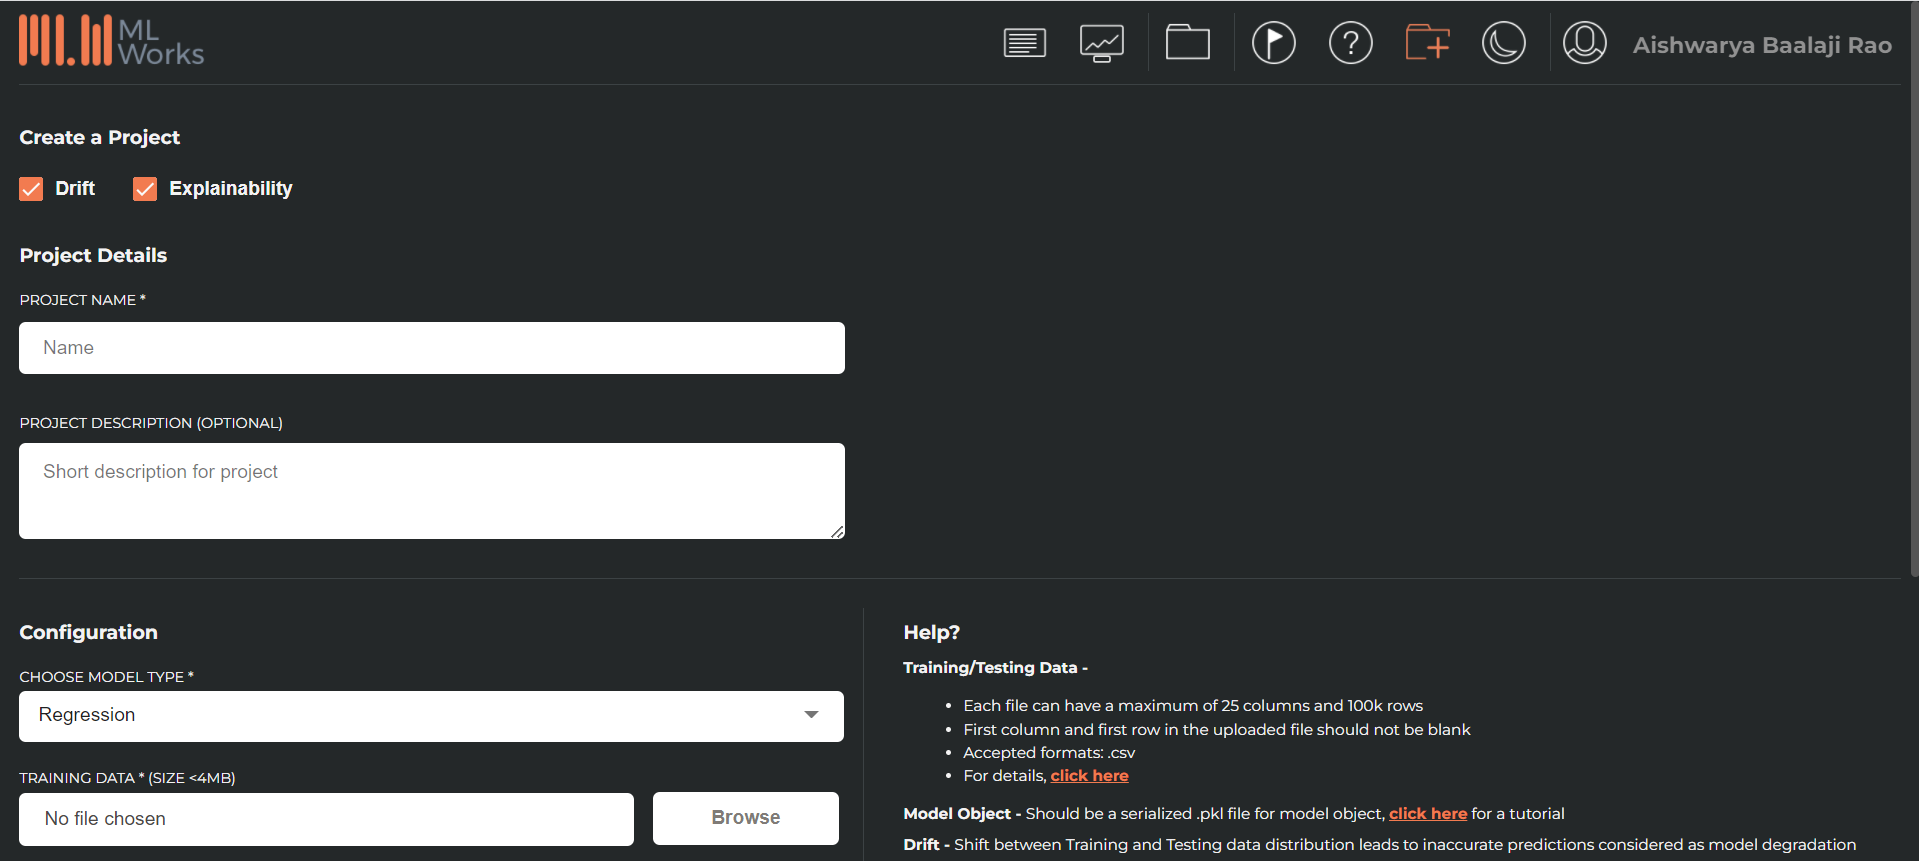 ML
Works
Aishwarya Baalaji Rao
Create a Project
Drift
Explainability
Project Details
PROJECT NAME *
Name
PROJECT DESCRIPTION (OPTIONAL)
Short description for project
Configuration
CHOOSE MODEL TYPE *
Regression
TRAINING DATA * (SIZE <4MB)
No file chosen
Browse
Help?
Training/Testing Data -
• Each file can have a maximum of 25 columns and 100k rows
• First column and first row in the uploaded file should not be blank
• Accepted formats: .csv
• For details, click here
Model Object - Should be a serialized .pkl file for model object, click here for a tutorial
Drift - Shift between Training and Testing data distribution leads to inaccurate predictions considered as model degradation